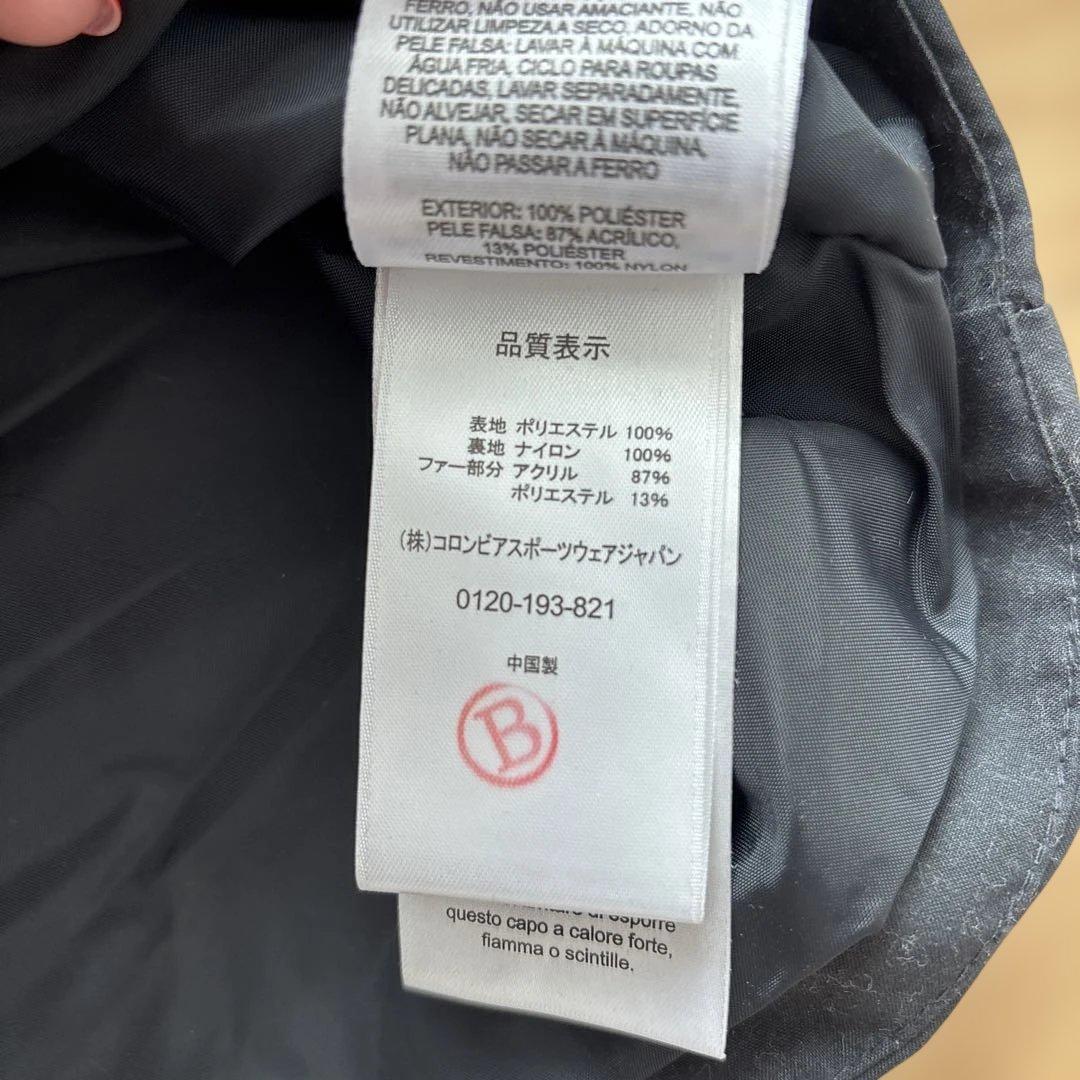 FERRO, NÃO USAR AMACIANTE, NÃO
UTILIZAR LIMPEZA A SECO. ADORNO DA
PELE FALSA: LAVAR À MÁQUINA COM
ÁGUA FRIA, CICLO PARA ROUPAS
DELICADAS, LAVAR SEPARADAMENTE,
NÃO ALVEJAR, SECAR EM SUPERFÍCIE
PLANA, NÃO SECAR À MÁQUINA,
NÃO PASSAR A FERRO
EXTERIOR: 100% POLIÉSTER
PELE FALSA: 87% ACRÍLICO,
13% POLIÉSTER
REVESTIMENTO: 100% NYLON
品質表示
表地 ポリエステル 100%
裏地 ナイロン 100%
ファー部分 アクリル 87%
ポリエステル 13%
(株)コロンビアスポーツウェアジャパン
0120-193-821
中国製
B
di esporre
questo capo a calore forte,
fiamma o scintille.